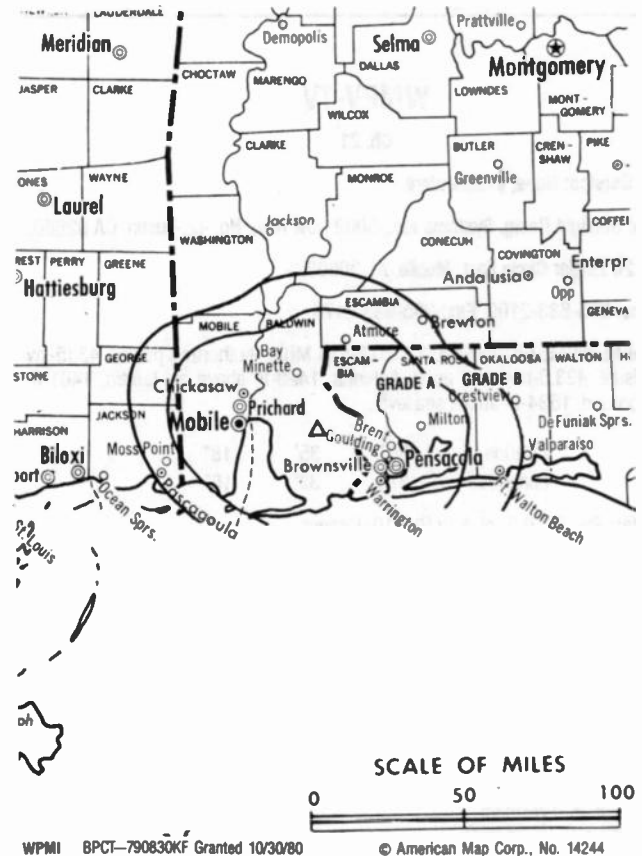 LAUDERDALE
Prattville
Meridian
Demopolis
Selma
DALLAS
Montgomery
CHOCTAW
MARENGO
JASPER
CLARKE
LOWNDES
MONT-
GOMERY
WILCOX
CLARKE
BUTLER
CREN-
SHAW
PIKE
WAYNE
MONROE
Greenville
ONES
Laurel
Jackson
COFFEE
WASHINGTON
CONECUH
REST
PERRY
GREENE
COVINGTON
Enterpr
Hattiesburg
Andalusia
Opp
ESCAMBIA
GENEVA
MOBILE
BALDWIN
Brewton
Atmore
GEORGE
Bay
Minette
ESCAM-
BIA
SANTA ROSA
OKALOOSA
WALTON
H
STONE
GRADE A
GRADE B
Chickasaw
Crestview
JACKSON
Prichard
Milton
DeFuniak Sprs.
HARRISON
Mobile
Brent
Goulding
Biloxi
Moss Point
Valparaiso
Brownsville
Pensacola
port
Ocean Sprs.
Pascagoula
Warrington
Ft. Walton Beach
St. Louis
ph
SCALE OF MILES
0 50 100
WPMI BPCT—790830KF Granted 10/30/80
© American Map Corp., No. 14244